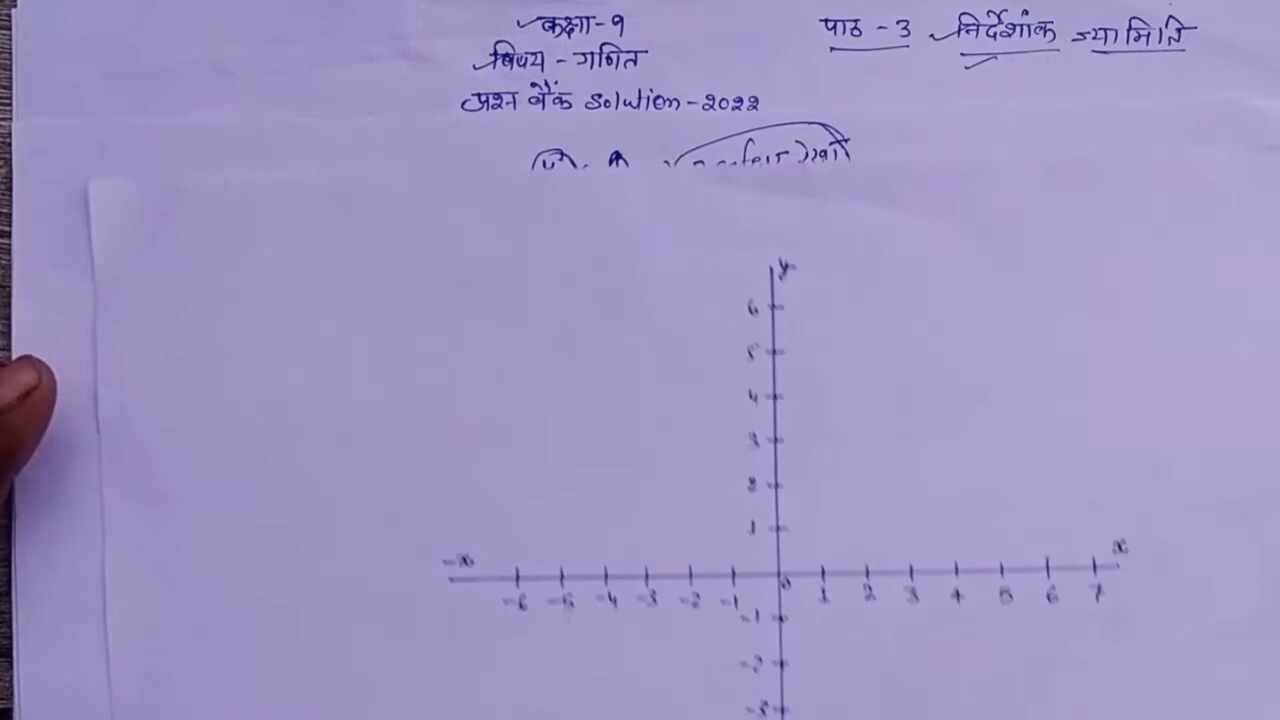 कक्षा-९
पाठ - 3 निर्देशांक ज्यामिति
विषय - गणित
प्रश्न बैंक Solution-2022
y
6
5
4
3
2
1
-x
x
-6 -5 -4 -3 -2 -1 0 1 2 3 4 5 6 7
-1
-2
-3